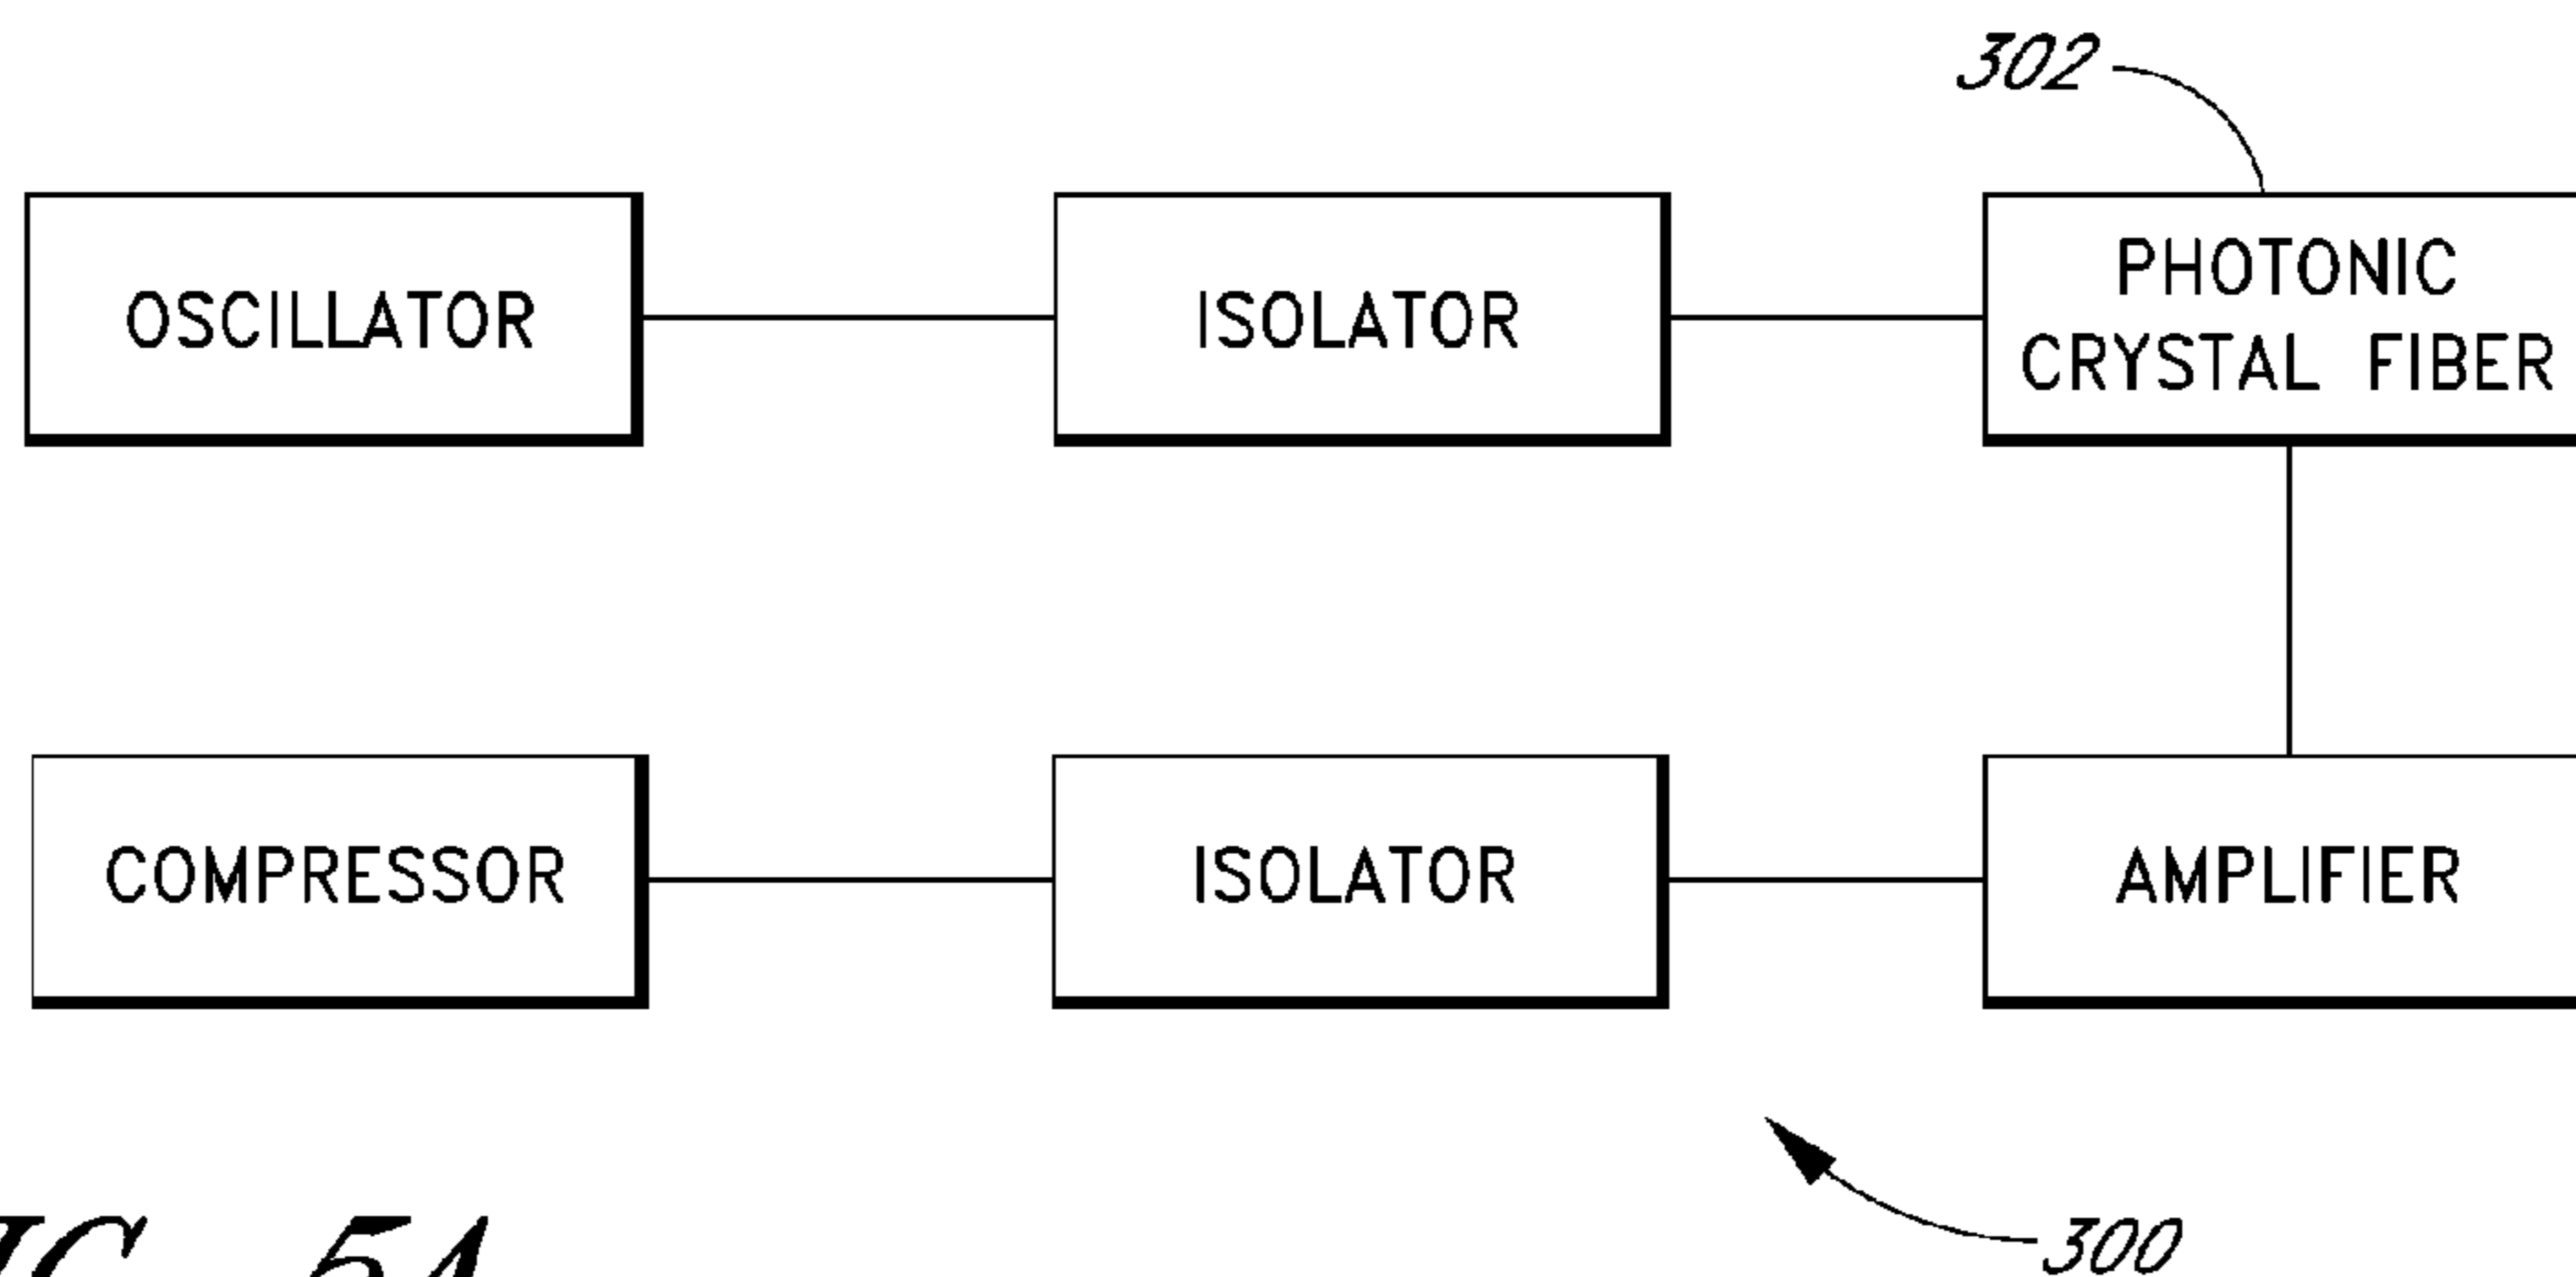 302
OSCILLATOR
ISOLATOR
PHOTONIC
CRYSTAL FIBER
COMPRESSOR
ISOLATOR
AMPLIFIER
300